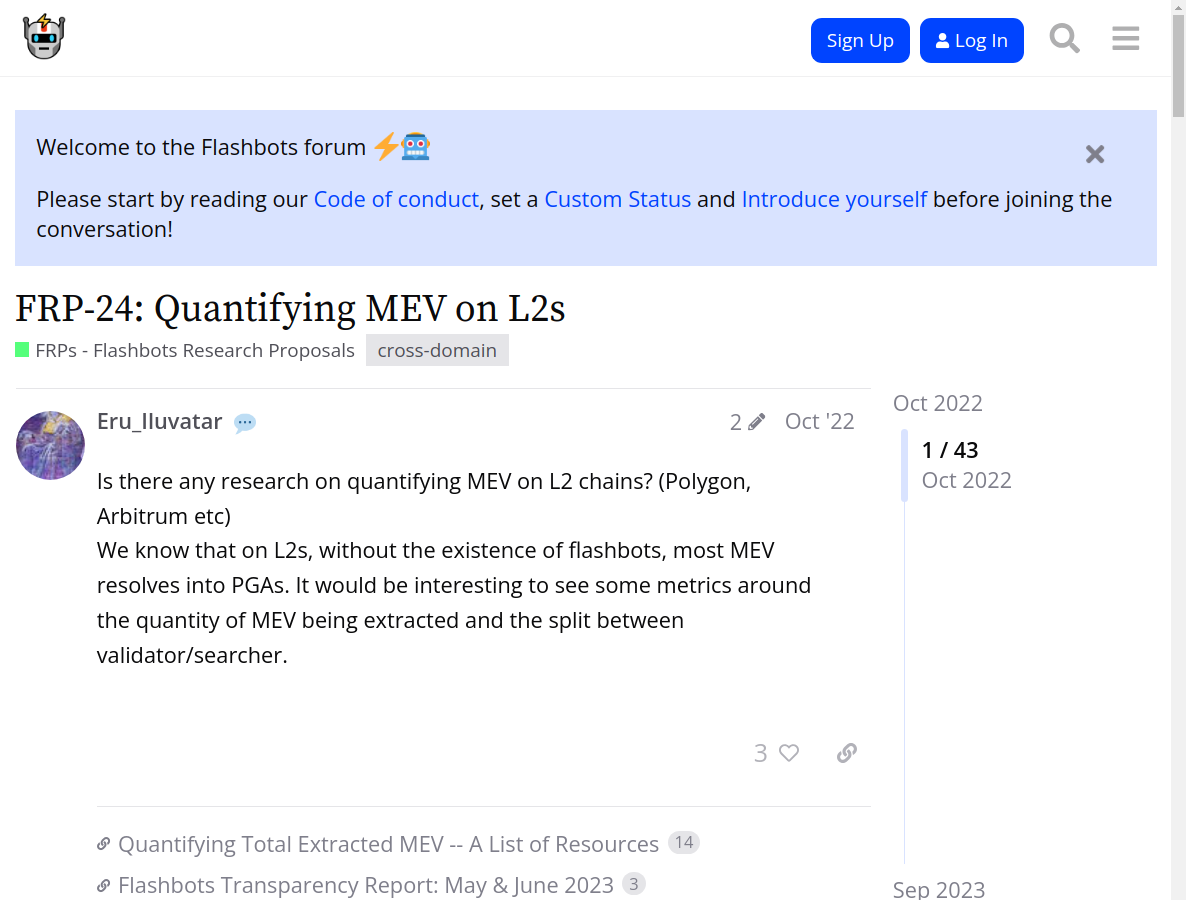 Sign Up
Log In
Welcome to the Flashbots forum
Please start by reading our Code of conduct, set a Custom Status and Introduce yourself before joining the
conversation!
FRP-24: Quantifying MEV on L2s
FRPs - Flashbots Research Proposals
cross-domain
Eru_Iluvatar
2
Oct '22
Is there any research on quantifying MEV on L2 chains? (Polygon,
Arbitrum etc)
We know that on L2s, without the existence of flashbots, most MEV
resolves into PGAs. It would be interesting to see some metrics around
the quantity of MEV being extracted and the split between
validator/searcher.
3
Quantifying Total Extracted MEV -- A List of Resources 14
Flashbots Transparency Report: May & June 2023 3
Oct 2022
1 / 43
Oct 2022
Sep 2023